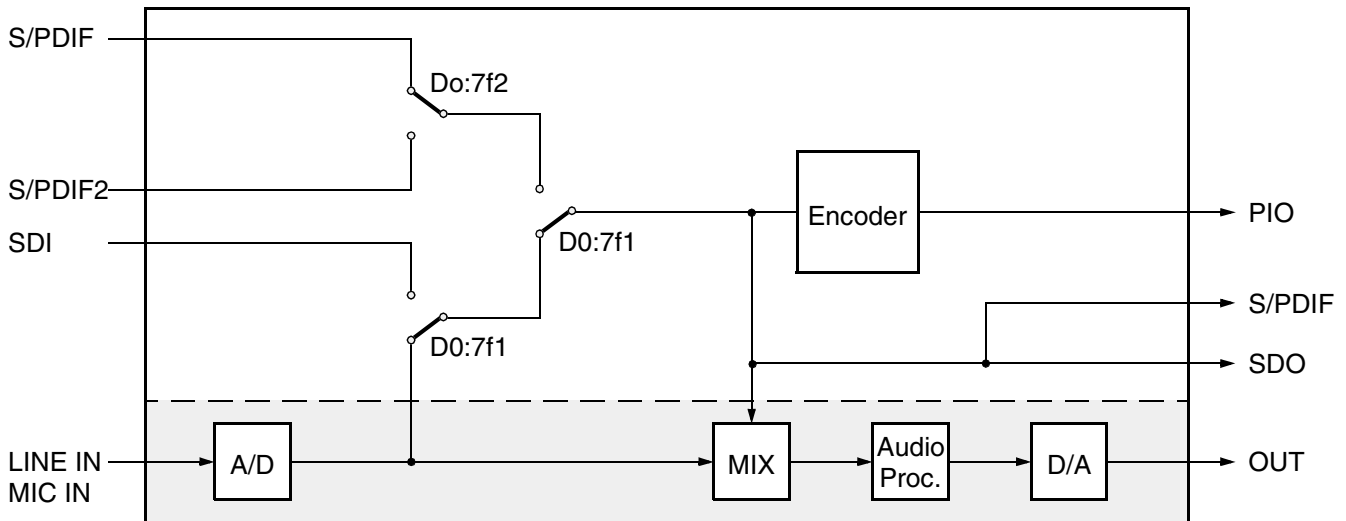 S/PDIF
Do:7f2
S/PDIF2
SDI
D0:7f1
D0:7f1
Encoder
PIO
S/PDIF
SDO
LINE IN
MIC IN
A/D
MIX
Audio
Proc.
D/A
OUT